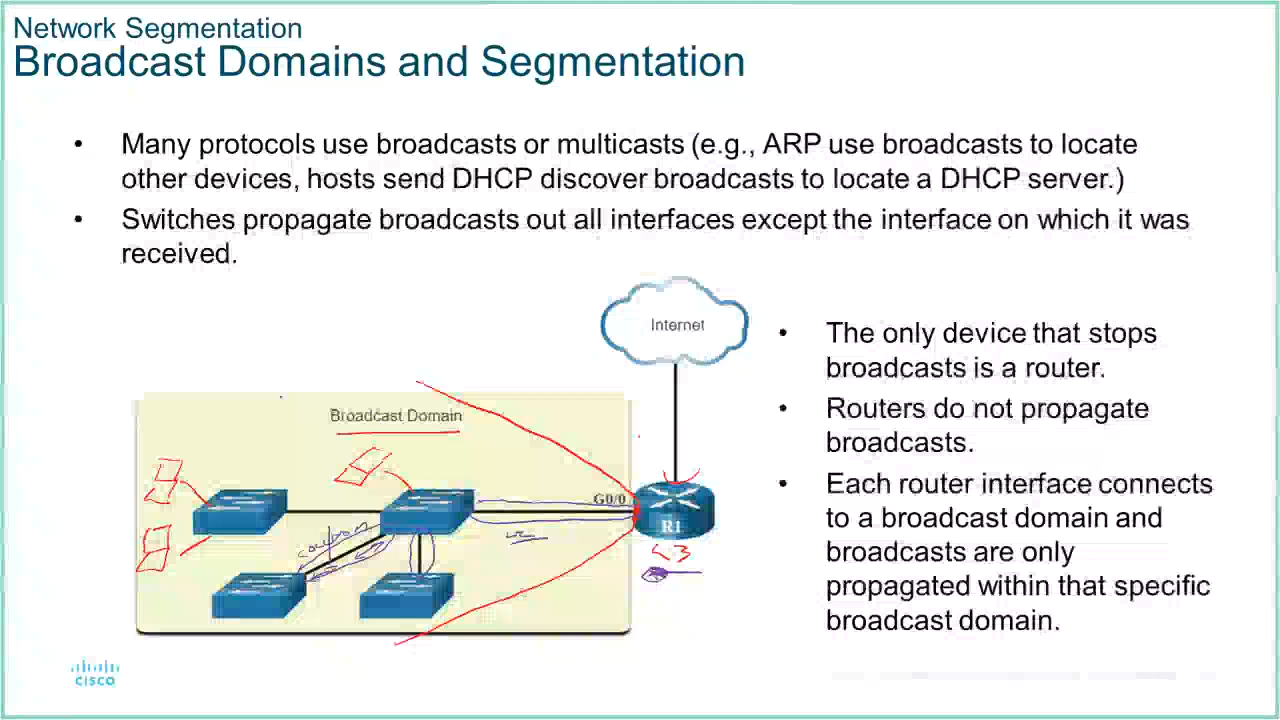 Network Segmentation
Broadcast Domains and Segmentation
• Many protocols use broadcasts or multicasts (e.g., ARP use broadcasts to locate
other devices, hosts send DHCP discover broadcasts to locate a DHCP server.)
• Switches propagate broadcasts out all interfaces except the interface on which it was
received.
Internet
Broadcast Domain
G0/0
R1
L3
• The only device that stops
broadcasts is a router.
• Routers do not propagate
broadcasts.
• Each router interface connects
to a broadcast domain and
broadcasts are only
propagated within that specific
broadcast domain.
cisco